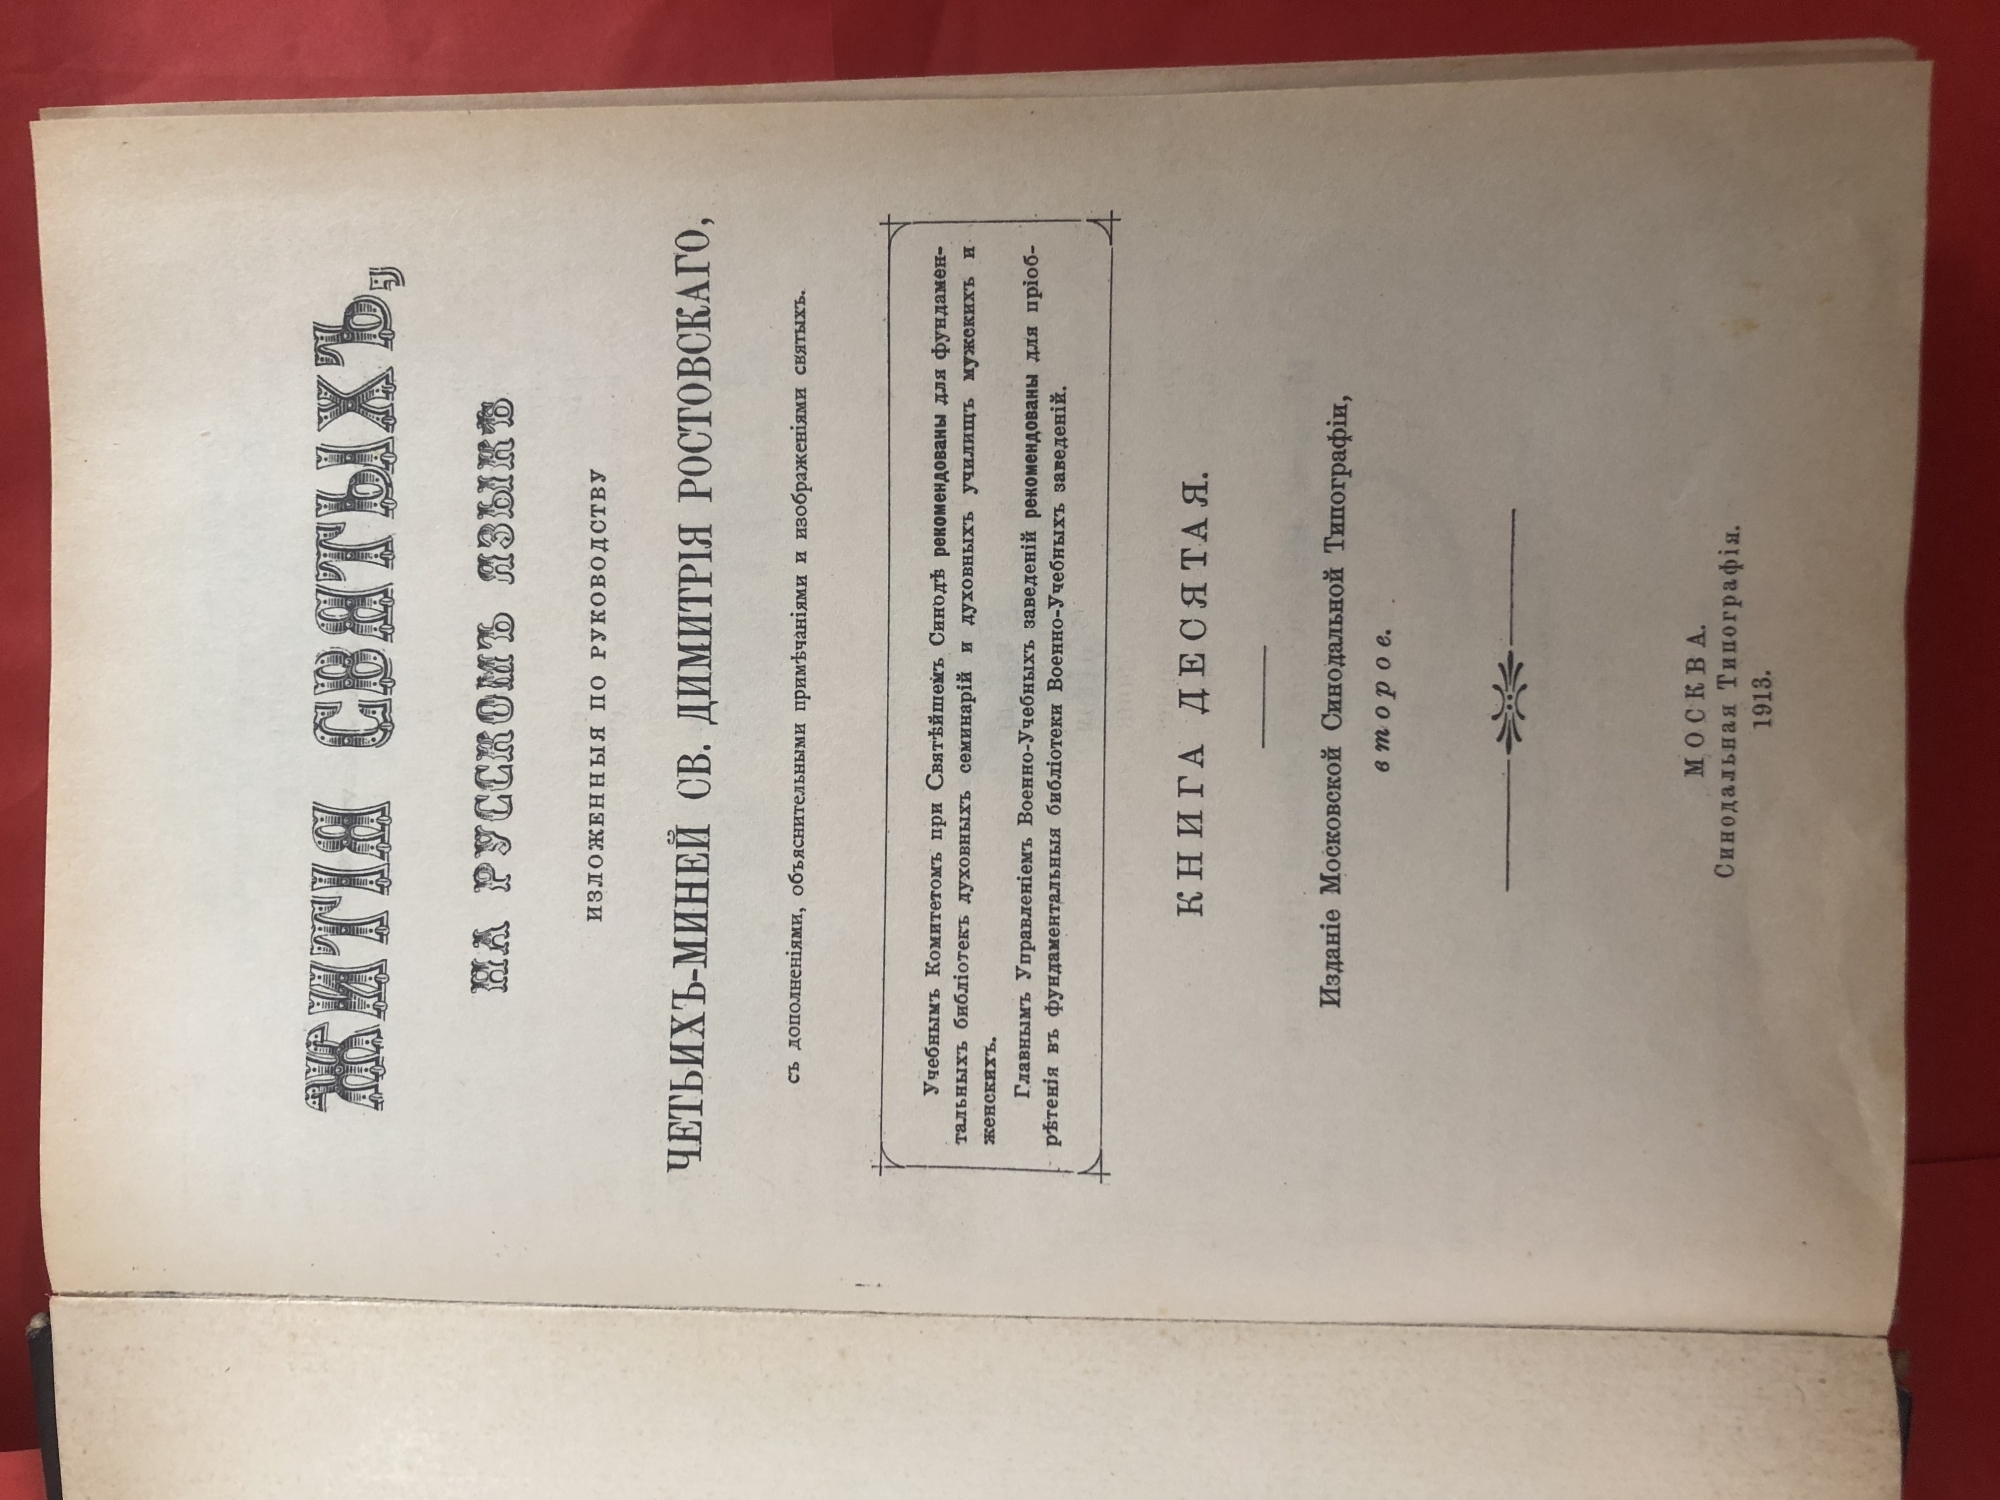 ЖИТІЯ СВЯТЫХЪ,
НА РУССКОМЪ ЯЗЫКѢ
ИЗЛОЖЕННЫЯ ПО РУКОВОДСТВУ
ЧЕТЬИХЪ-МИНЕЙ СВ. ДИМИТРІЯ РОСТОВСКАГО,
съ дополненіями, объяснительными примѣчаніями и изображеніями святыхъ.
Учебнымъ Комитетомъ при Святѣйшемъ Синодѣ рекомендованы для фундамен-
тальныхъ библіотекъ духовныхъ семинарій и духовныхъ училищъ мужскихъ и
женскихъ.
Главнымъ Управленіемъ Военно-Учебныхъ заведеній рекомендованы для пріоб-
рѣтенія въ фундаментальныя библіотеки Военно-Учебныхъ заведеній.
КНИГА ДЕСЯТАЯ.
Изданіе Московской Синодальной Типографіи,
второе.
МОСКВА.
Синодальная Типографія.
1913.